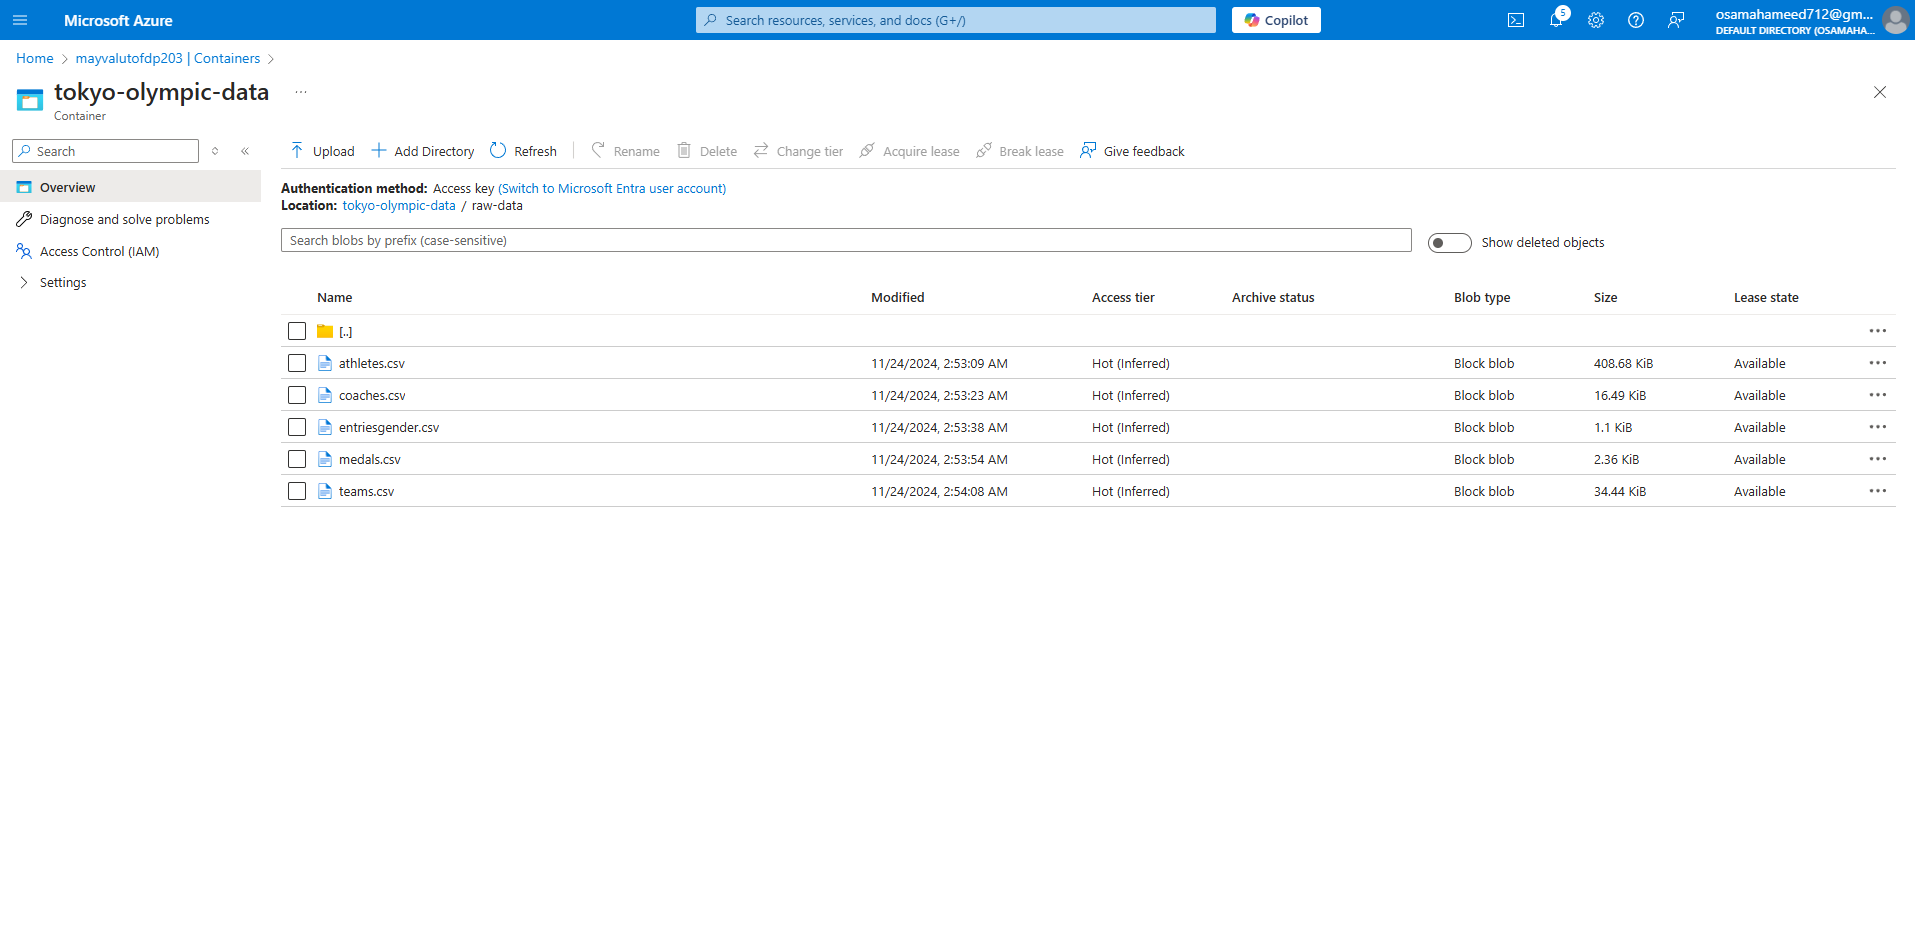 Microsoft Azure
Search resources, services, and docs (G+/)
Copilot
5
osamahameed712@gm...
DEFAULT DIRECTORY (OSAMAHA...
Home > mayvalutofdp203 | Containers >
tokyo-olympic-data ...
Container
Search
Upload Add Directory Refresh Rename Delete Change tier Acquire lease Break lease Give feedback
Overview
Diagnose and solve problems
Access Control (IAM)
Settings
Authentication method: Access key (Switch to Microsoft Entra user account)
Location: tokyo-olympic-data / raw-data
Search blobs by prefix (case-sensitive)
Show deleted objects
Name Modified Access tier Archive status Blob type Size Lease state
[..]
athletes.csv 11/24/2024, 2:53:09 AM Hot (Inferred) Block blob 408.68 KiB Available
coaches.csv 11/24/2024, 2:53:23 AM Hot (Inferred) Block blob 16.49 KiB Available
entriesgender.csv 11/24/2024, 2:53:38 AM Hot (Inferred) Block blob 1.1 KiB Available
medals.csv 11/24/2024, 2:53:54 AM Hot (Inferred) Block blob 2.36 KiB Available
teams.csv 11/24/2024, 2:54:08 AM Hot (Inferred) Block blob 34.44 KiB Available